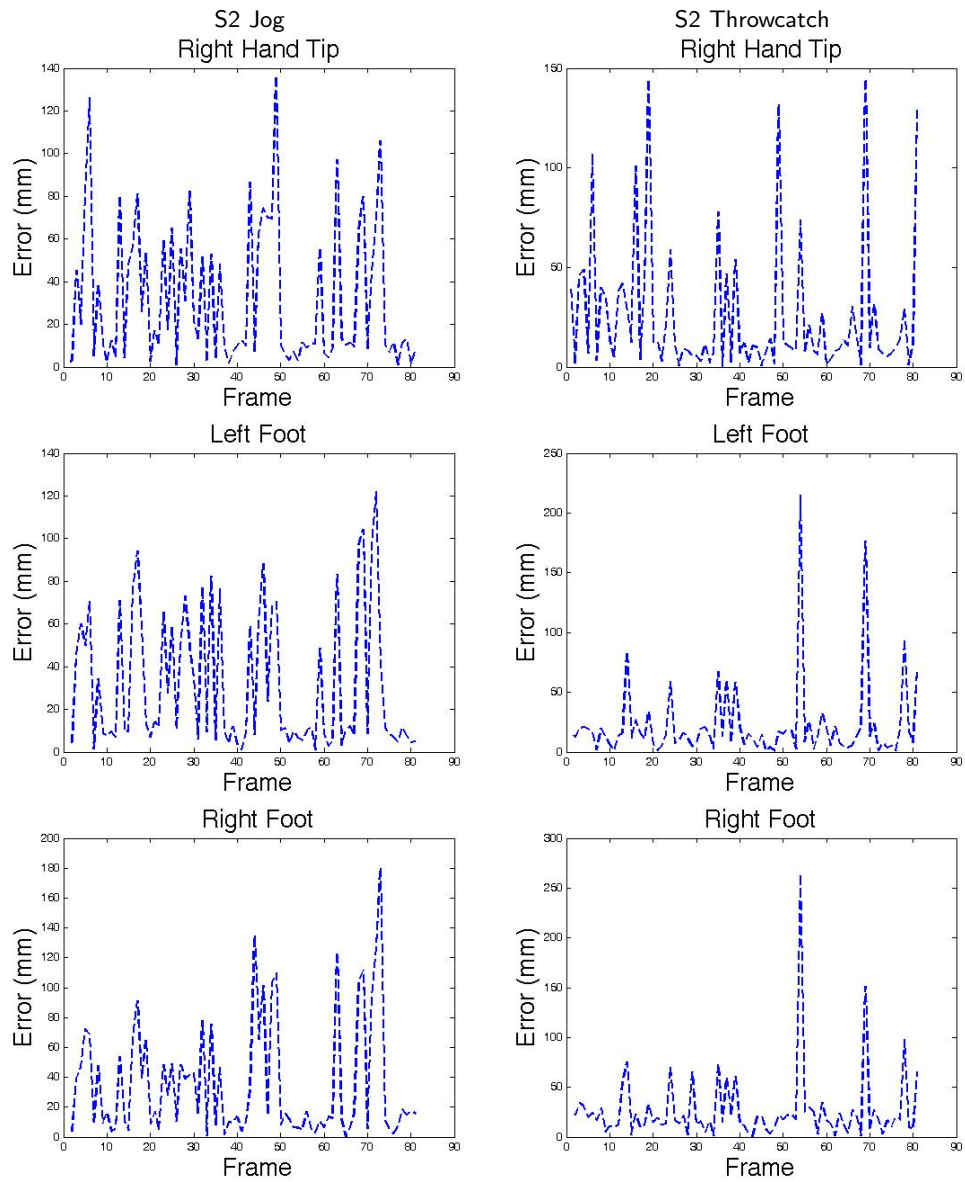 S2 Jog
Right Hand Tip
140
120
100
80
60
40
20
0
Error (mm)
0 10 20 30 40 50 60 70 80 90
Frame
S2 Throwcatch
Right Hand Tip
150
100
50
0
Error (mm)
0 10 20 30 40 50 60 70 80 90
Frame
Left Foot
140
120
100
80
60
40
20
0
Error (mm)
0 10 20 30 40 50 60 70 80 90
Frame
Left Foot
250
200
150
100
50
0
Error (mm)
0 10 20 30 40 50 60 70 80 90
Frame
Right Foot
200
180
160
140
120
100
80
60
40
20
0
Error (mm)
0 10 20 30 40 50 60 70 80 90
Frame
Right Foot
300
250
200
150
100
50
0
Error (mm)
0 10 20 30 40 50 60 70 80 90
Frame